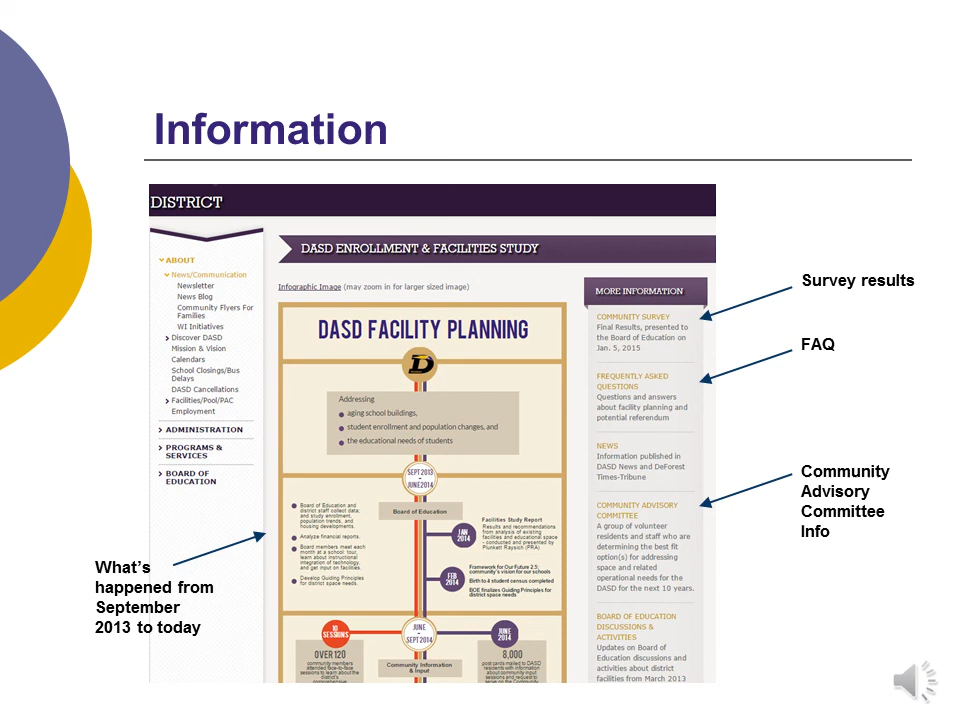 Information
DISTRICT
ABOUT
News/Communication
Newsletter
News Blog
Community Flyers For
Families
WI Initiatives
Discover DASD
Mission & Vision
Calendars
School Closings/Bus
Delays
DASD Cancellations
Facilities/Pool/PAC
Employment
ADMINISTRATION
PROGRAMS &
SERVICES
BOARD OF
EDUCATION
DASD ENROLLMENT & FACILITIES STUDY
Infographic Image (may zoom in for larger sized image)
DASD FACILITY PLANNING
D
Addressing
aging school buildings,
student enrollment and population changes, and
the educational needs of students
SEPT 2013
-
JUNE 2014
Board of Education
Board of Education and
district staff collect data:
and study enrollment,
population trends, and
housing developments.
Analyze financial reports.
Board members meet each
month at a school: tour,
learn about instructional
integration of technology,
and get input on facilities.
Develop Guiding Principles
for district space needs.
JAN
2014
Facilities Study Report
Results and recommendations
from analysis of existing
facilities and educational space
- conducted and presented by
Plunkett Raysich (PRA)
FEB
2014
Framework for Our Future 2.5:
community's vision for our schools
Birth to 4 student census completed
BOE finalizes Guiding Principles for
district space needs
10
SESSIONS
OVER 120
community members
attended face-to-face
sessions to learn about the
district's comprehensive
JUNE
-
SEPT 2014
Community Information
& Input
JUNE
2014
8,000
post cards mailed to DASD
residents with information
about community input
sessions and request to
serve on the Community
MORE INFORMATION
COMMUNITY SURVEY
Final Results, presented to
the Board of Education on
Jan. 5, 2015
FREQUENTLY ASKED
QUESTIONS
Questions and answers
about facility planning and
potential referendum
NEWS
Information published in
DASD News and DeForest
Times-Tribune
COMMUNITY ADVISORY
COMMITTEE
A group of volunteer
residents and staff who are
determining the best fit
option(s) for addressing
space and related
operational needs for the
DASD for the next 10 years.
BOARD OF EDUCATION
DISCUSSIONS &
ACTIVITIES
Updates on Board of
Education discussions and
activities about district
facilities from March 2013
Survey results
FAQ
Community
Advisory
Committee
Info
What's
happened from
September
2013 to today